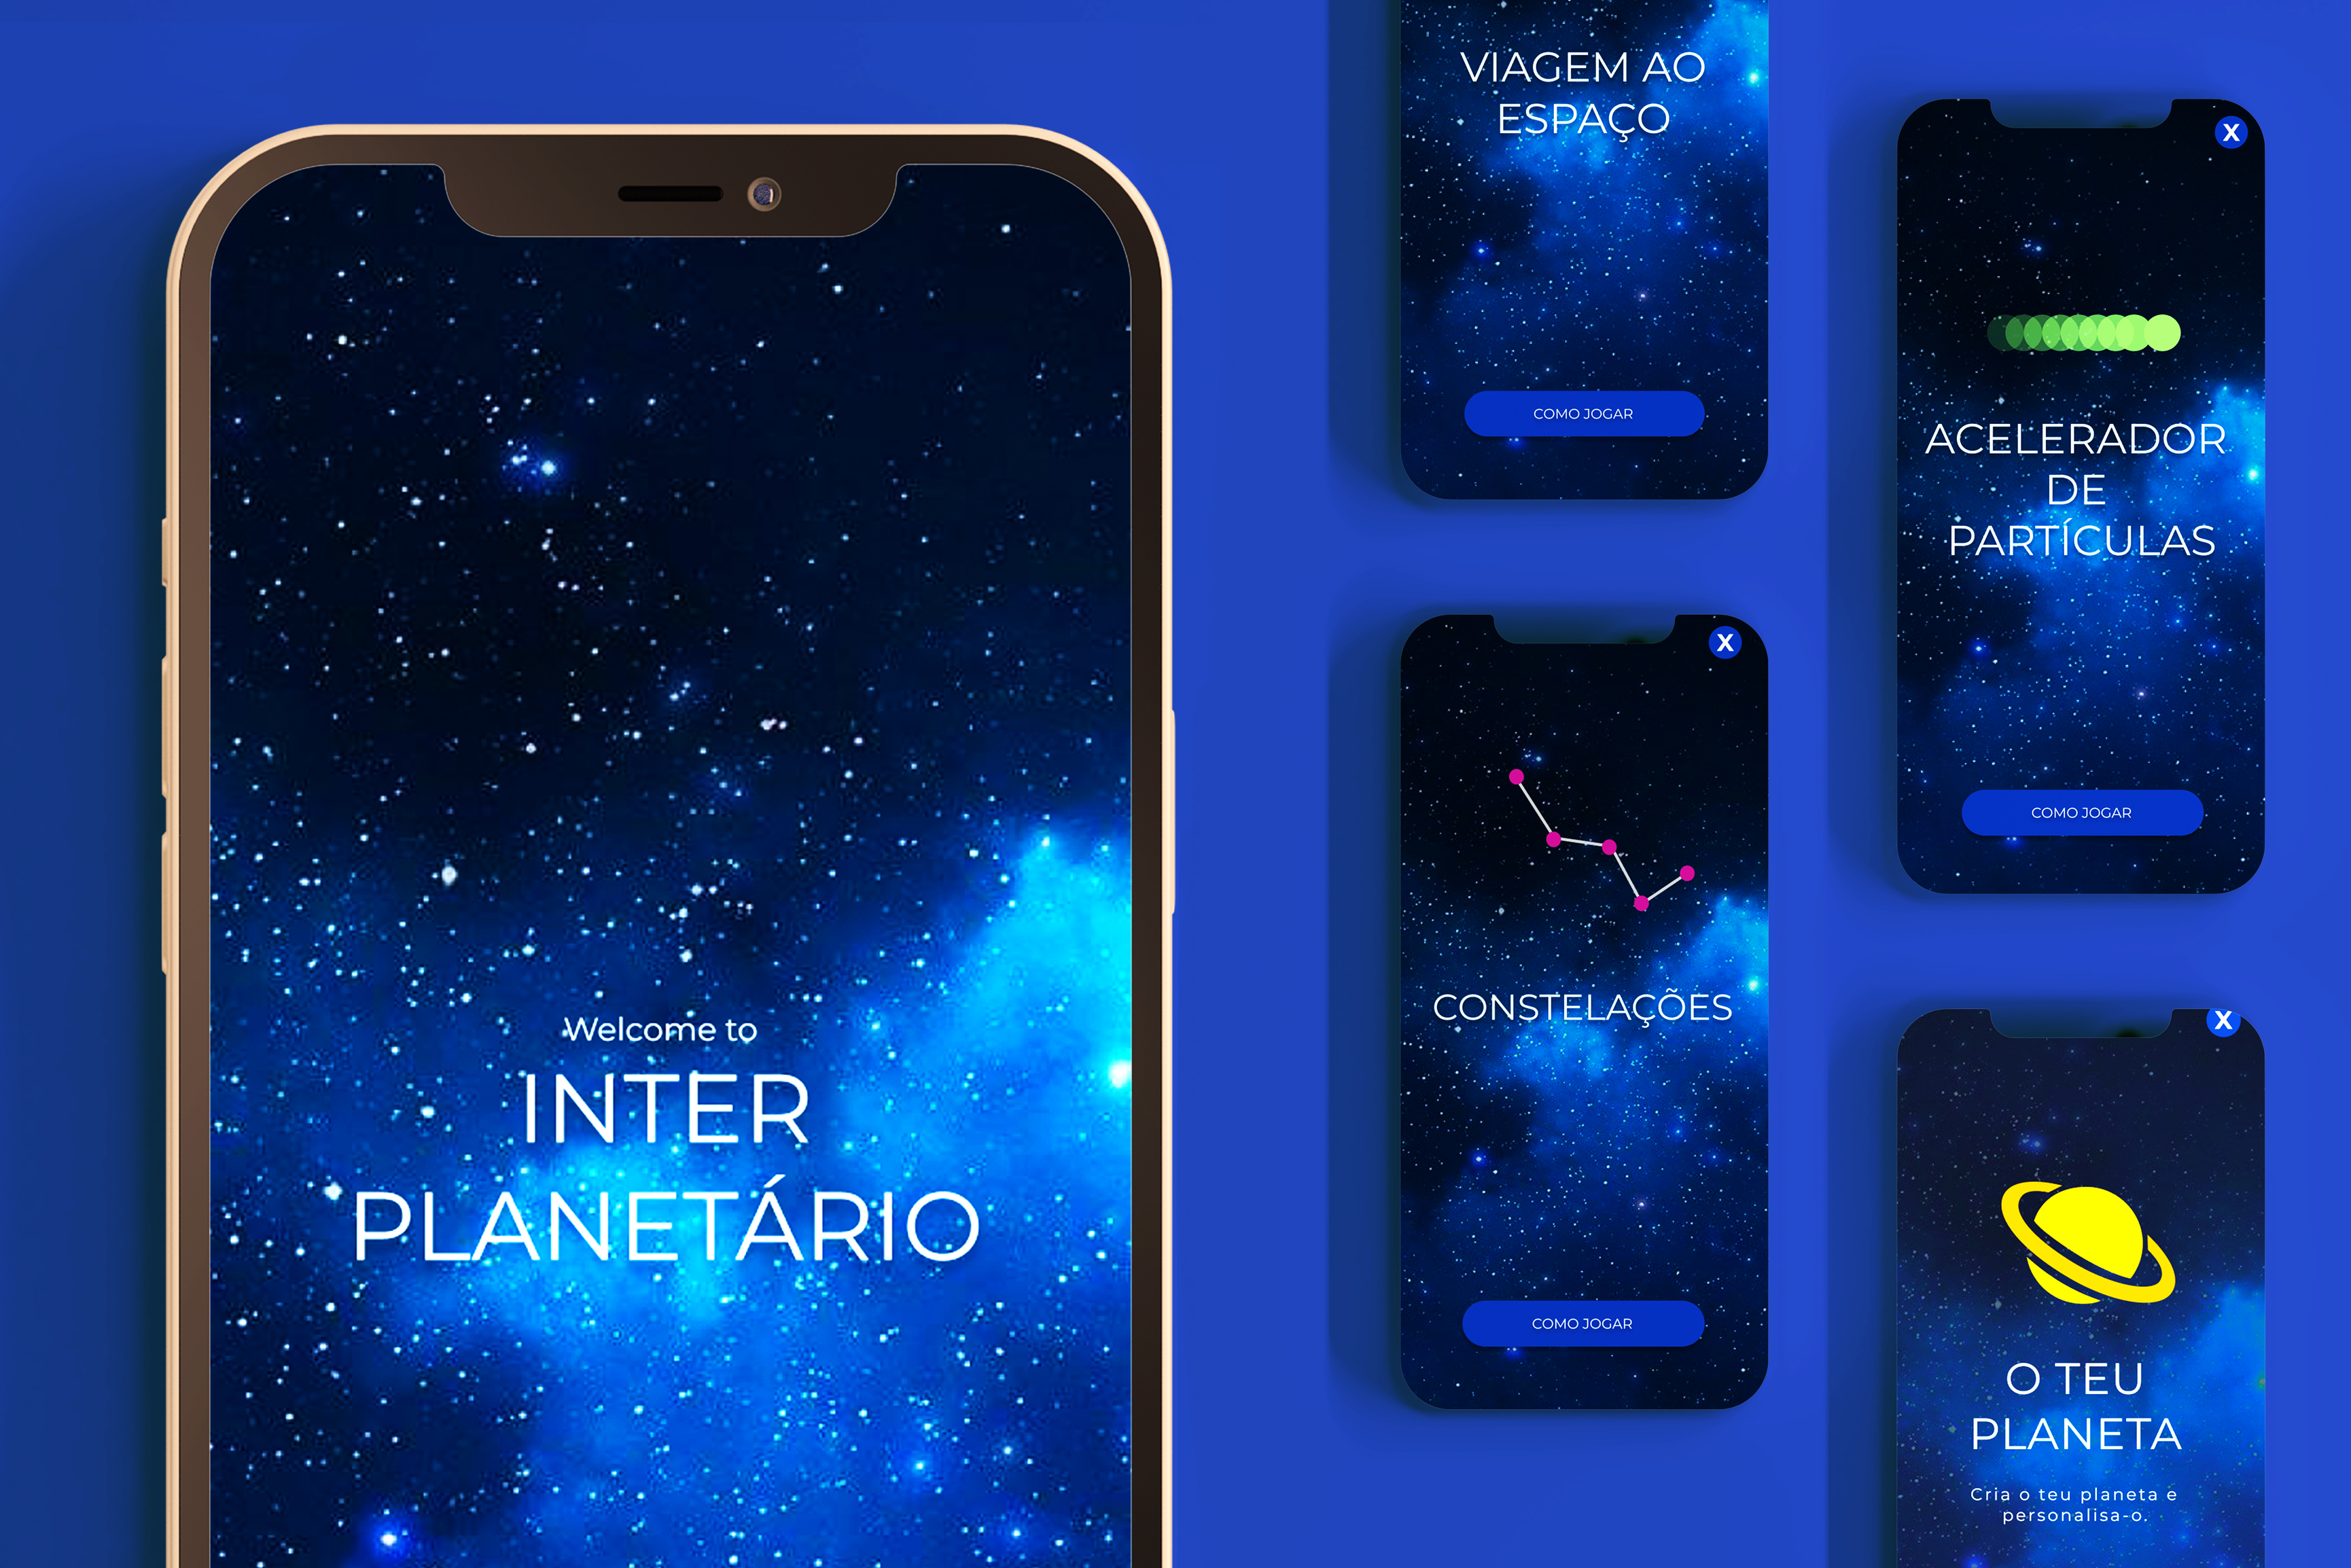 Welcome to
INTER
PLANETÁRIO
VIAGEM AO
ESPAÇO
COMO JOGAR
X
CONSTELAÇÕES
COMO JOGAR
X
ACELERADOR
DE
PARTÍCULAS
COMO JOGAR
X
O TEU
PLANETA
Cria o teu planeta e
personalisa-o.